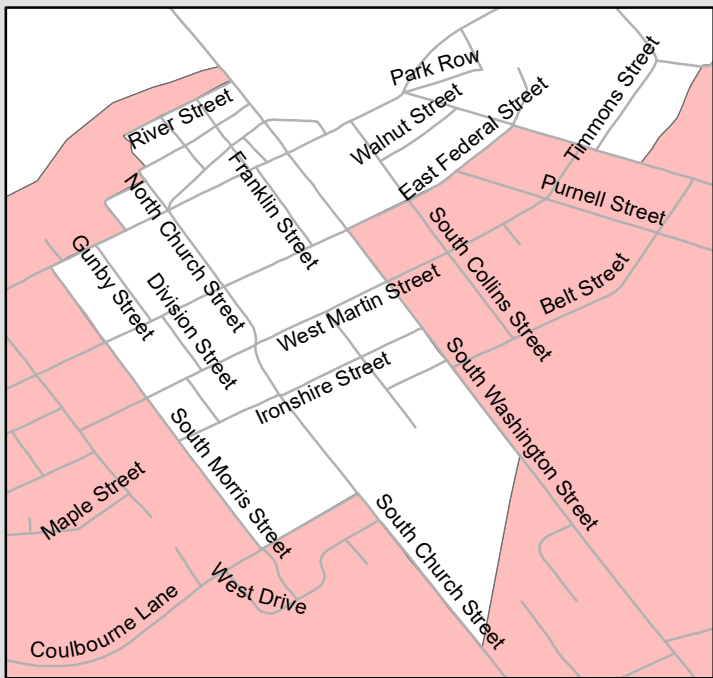 Park Row
River Street
Walnut Street
Timmons Street
East Federal Street
Franklin Street
North Church Street
Purnell Street
South Collins Street
Gunby Street
Division Street
West Martin Street
Belt Street
Ironshire Street
South Washington Street
South Morris Street
Maple Street
South Church Street
West Drive
Coulbourne Lane